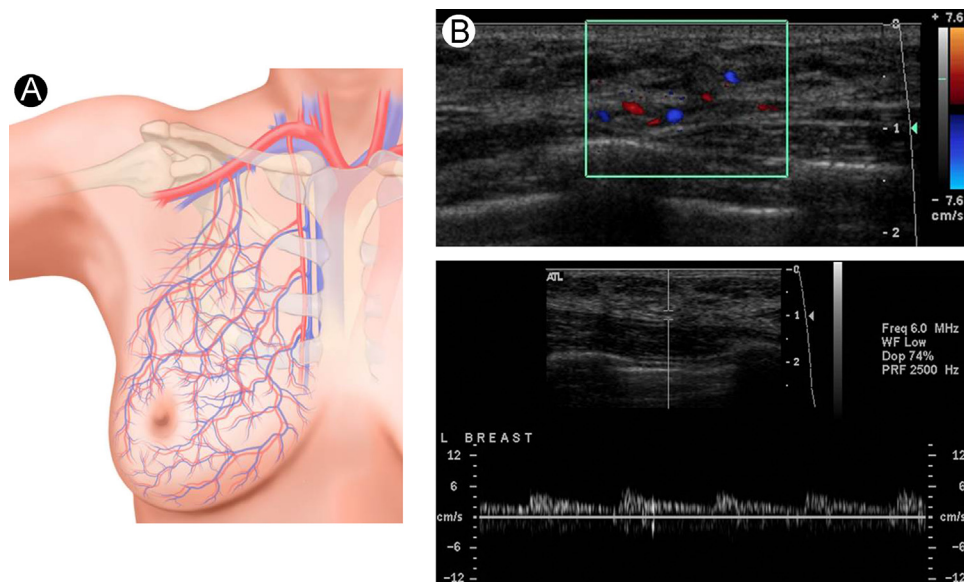 A
B
+ 7.6
0
1
2
- 7.6
cm/s
ATL
0
1
2
Freq 6.0 MHz
WF Low
Dop 74%
PRF 2500 Hz
L BREAST
12 12
6 6
cm/s cm/s
-6 -6
-12 -12